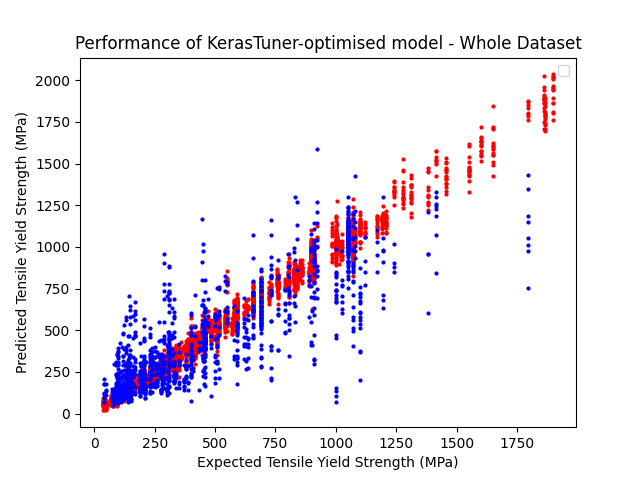 Performance of KerasTuner-optimised model - Whole Dataset
Predicted Tensile Yield Strength (MPa)
2000
1750
1500
1250
1000
750
500
250
0
0 250 500 750 1000 1250 1500 1750
Expected Tensile Yield Strength (MPa)